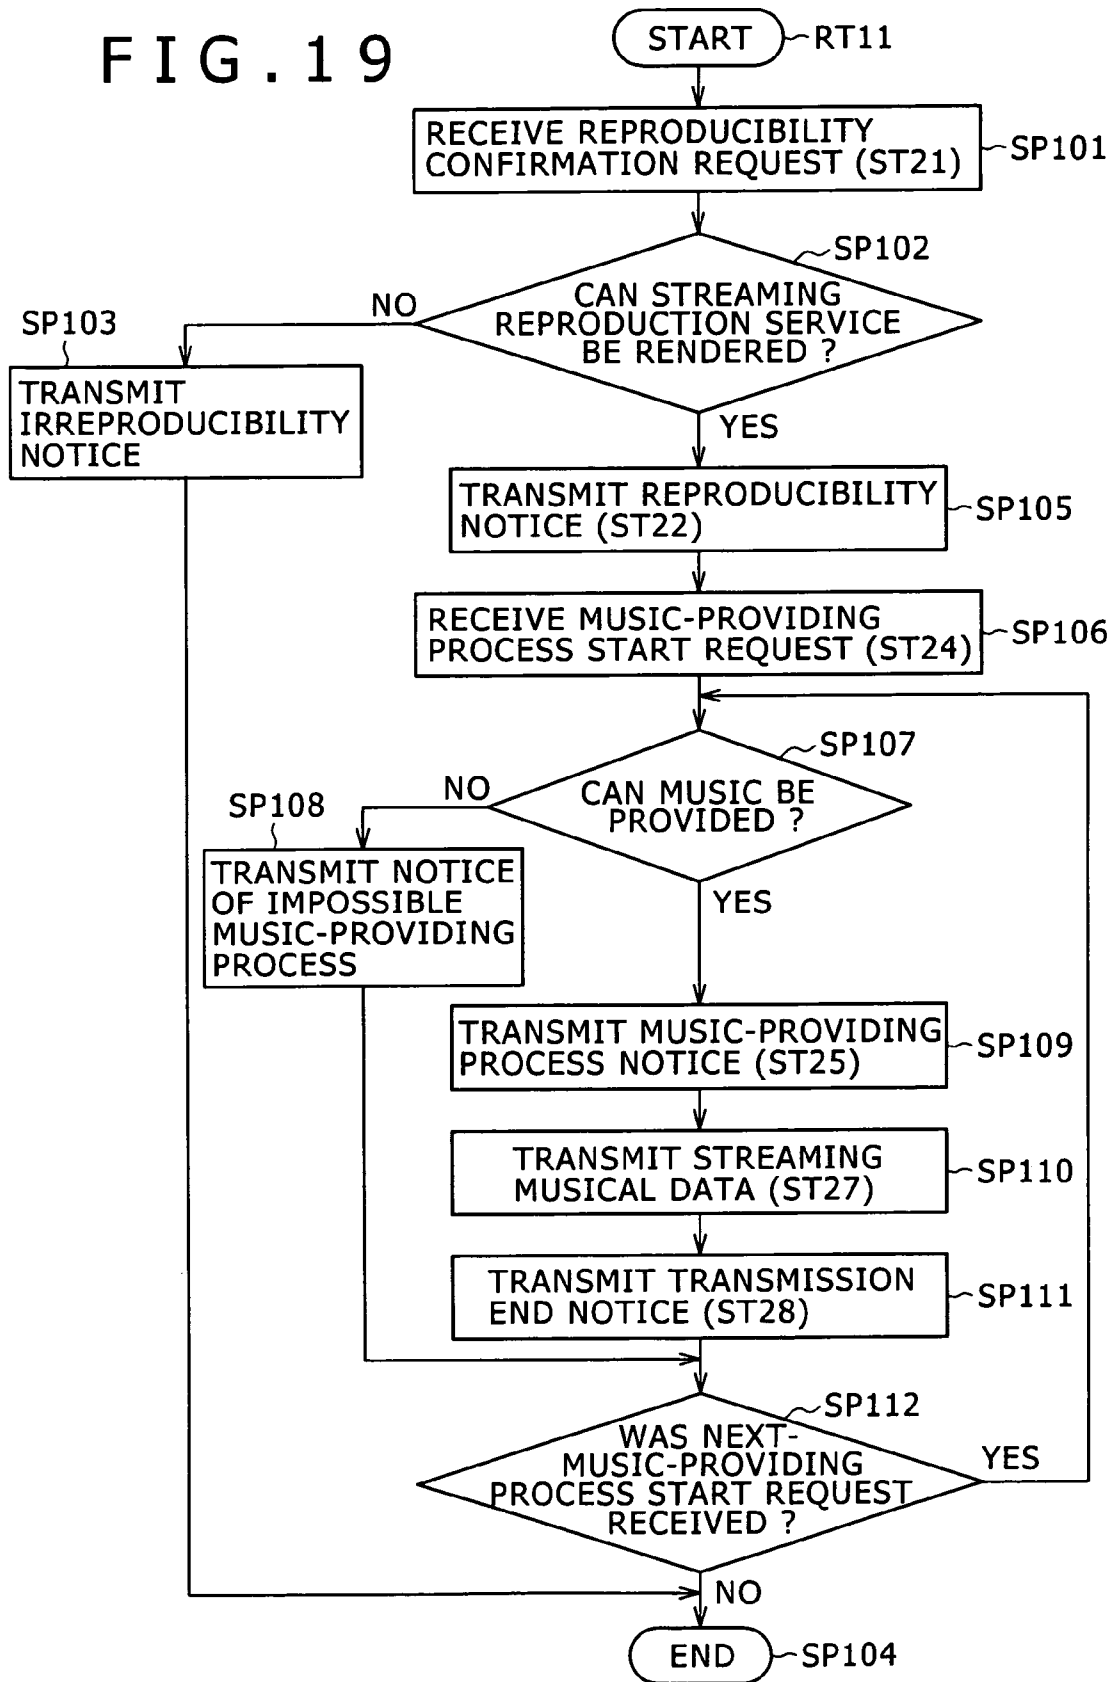 FIG.19
START
RT11
RECEIVE REPRODUCIBILITY
CONFIRMATION REQUEST (ST21)
SP101
SP102
CAN STREAMING
REPRODUCTION SERVICE
BE RENDERED ?
NO
SP103
TRANSMIT
IRREPRODUCIBILITY
NOTICE
YES
TRANSMIT REPRODUCIBILITY
NOTICE (ST22)
SP105
RECEIVE MUSIC-PROVIDING
PROCESS START REQUEST (ST24)
SP106
SP107
CAN MUSIC BE
PROVIDED ?
NO
SP108
TRANSMIT NOTICE
OF IMPOSSIBLE
MUSIC-PROVIDING
PROCESS
YES
TRANSMIT MUSIC-PROVIDING
PROCESS NOTICE (ST25)
SP109
TRANSMIT STREAMING
MUSICAL DATA (ST27)
SP110
TRANSMIT TRANSMISSION
END NOTICE (ST28)
SP111
SP112
WAS NEXT-
MUSIC-PROVIDING
PROCESS START REQUEST
RECEIVED ?
YES
NO
END
SP104